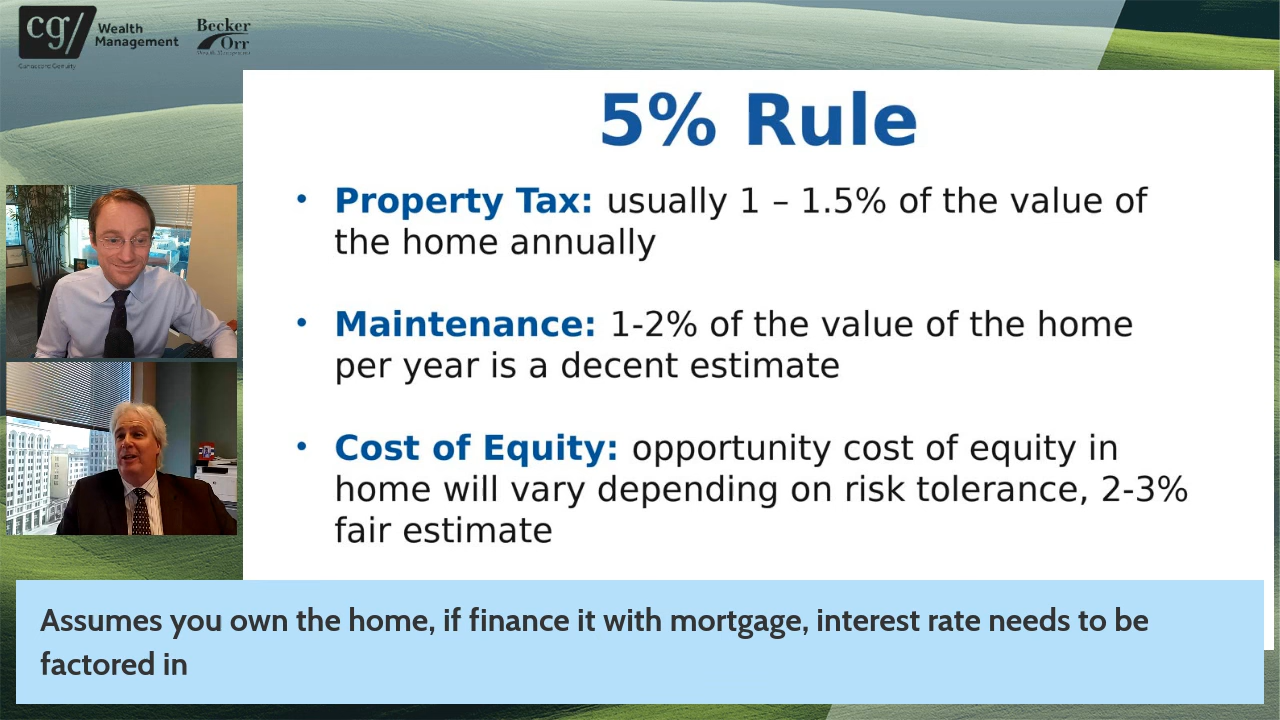 cg/ Wealth
Management
Becker
Orr
5% Rule
• Property Tax: usually 1 – 1.5% of the value of
the home annually
• Maintenance: 1-2% of the value of the home
per year is a decent estimate
• Cost of Equity: opportunity cost of equity in
home will vary depending on risk tolerance, 2-3%
fair estimate
Assumes you own the home, if finance it with mortgage, interest rate needs to be
factored in